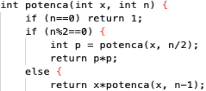 int potenca(int x, int n) {
if (n==0) return 1;
if (n%2==0) {
int p = potenca(x, n/2);
return p*p;
else {
return x*potenca(x, n-1);